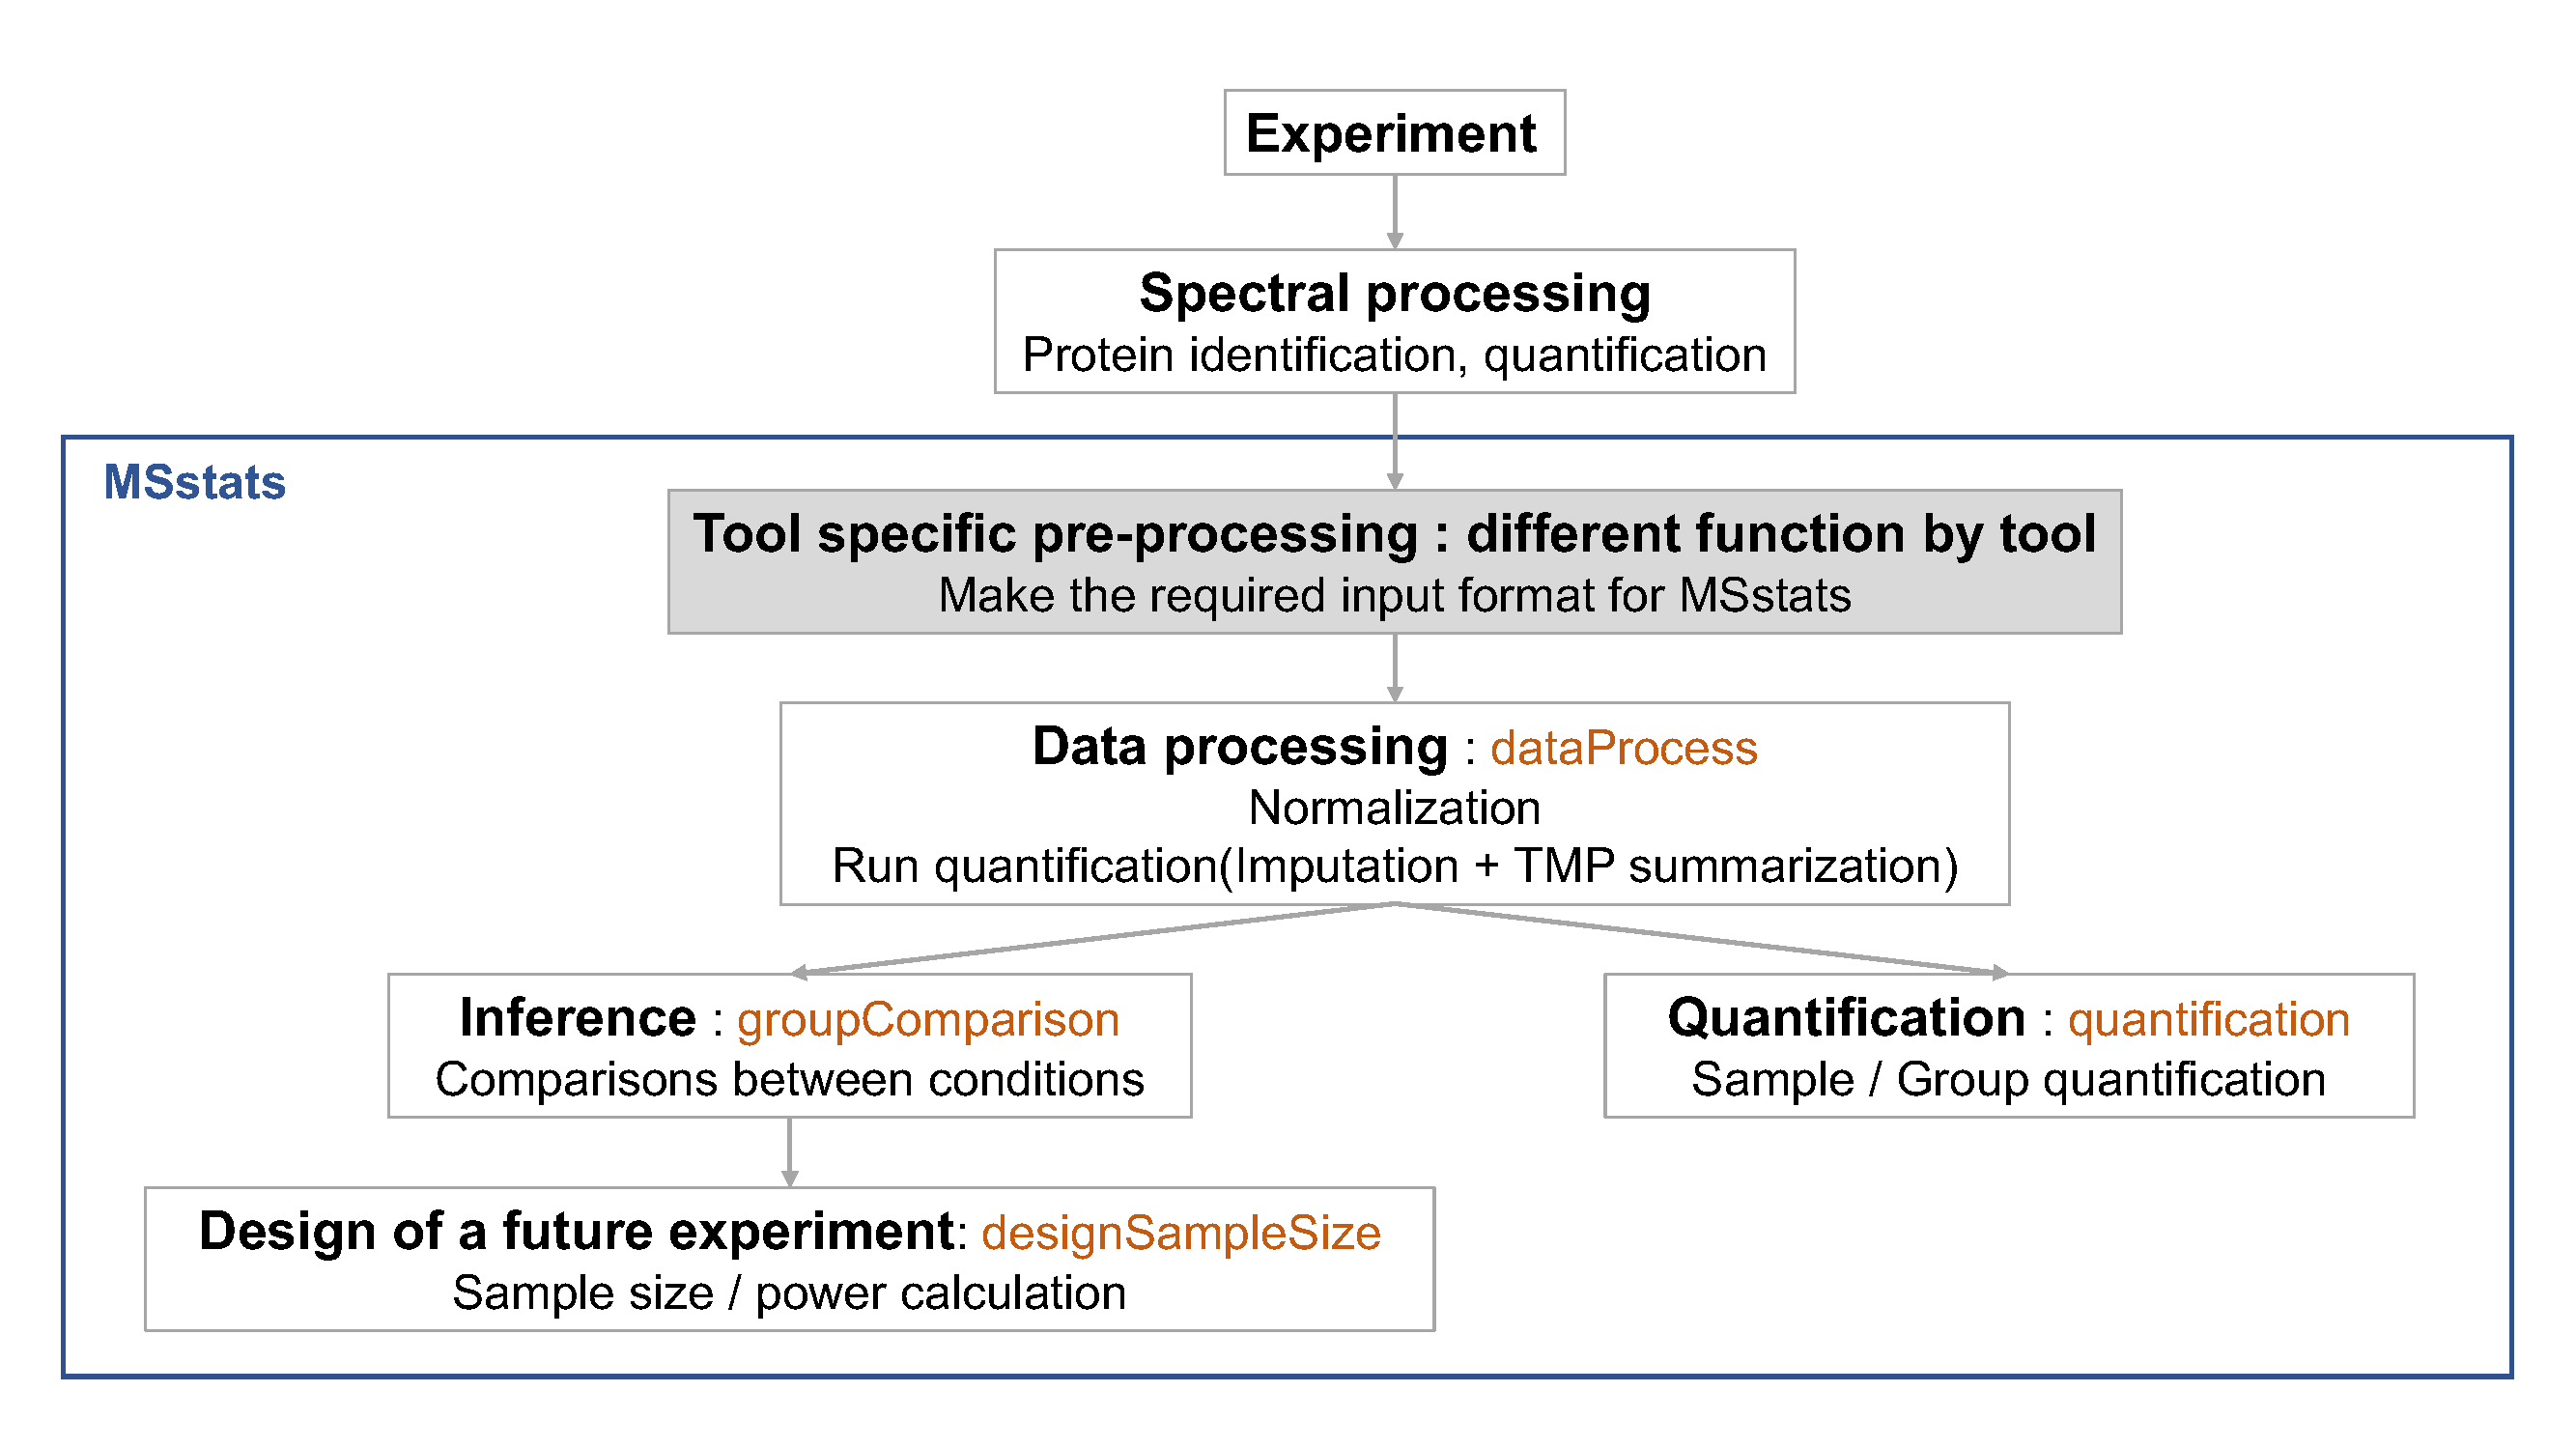 Experiment
Spectral processing
Protein identification, quantification
MSstats
Tool specific pre-processing : different function by tool
Make the required input format for MSstats
Data processing : dataProcess
Normalization
Run quantification(Imputation + TMP summarization)
Inference : groupComparison
Comparisons between conditions
Quantification : quantification
Sample / Group quantification
Design of a future experiment: designSampleSize
Sample size / power calculation